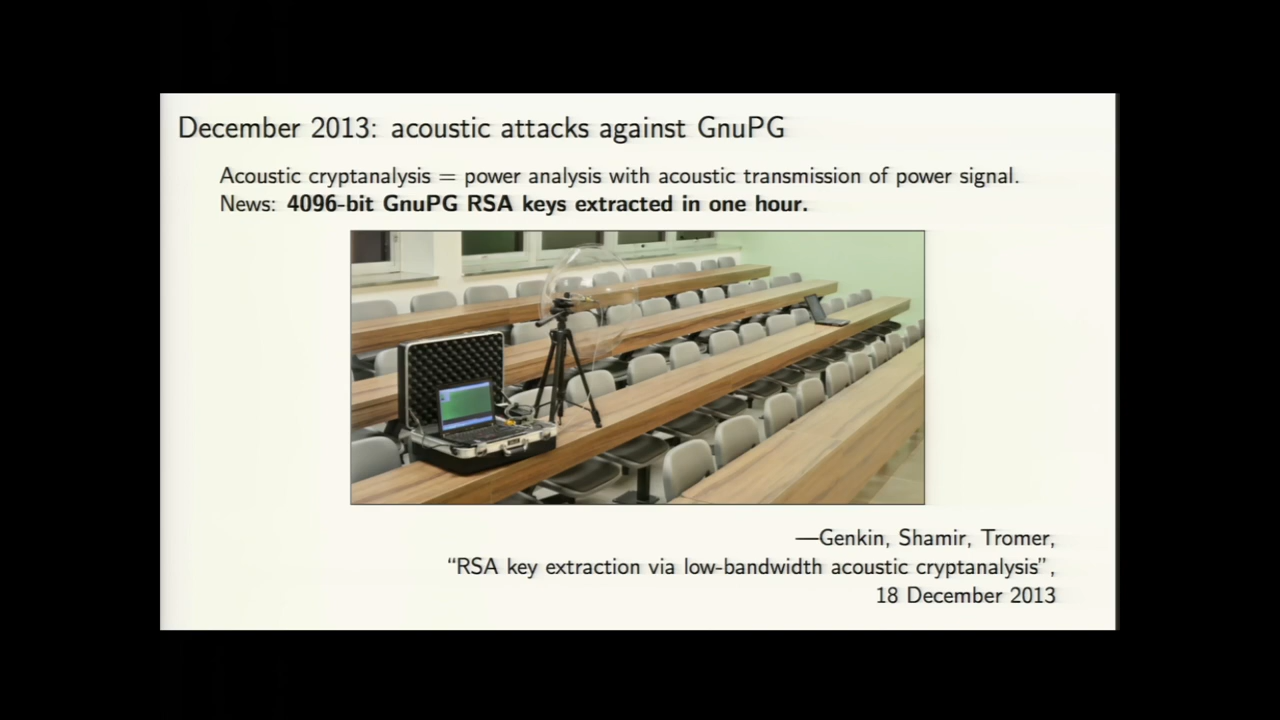 December 2013: acoustic attacks against GnuPG
Acoustic cryptanalysis = power analysis with acoustic transmission of power signal.
News: 4096-bit GnuPG RSA keys extracted in one hour.
—Genkin, Shamir, Tromer,
“RSA key extraction via low-bandwidth acoustic cryptanalysis”,
18 December 2013